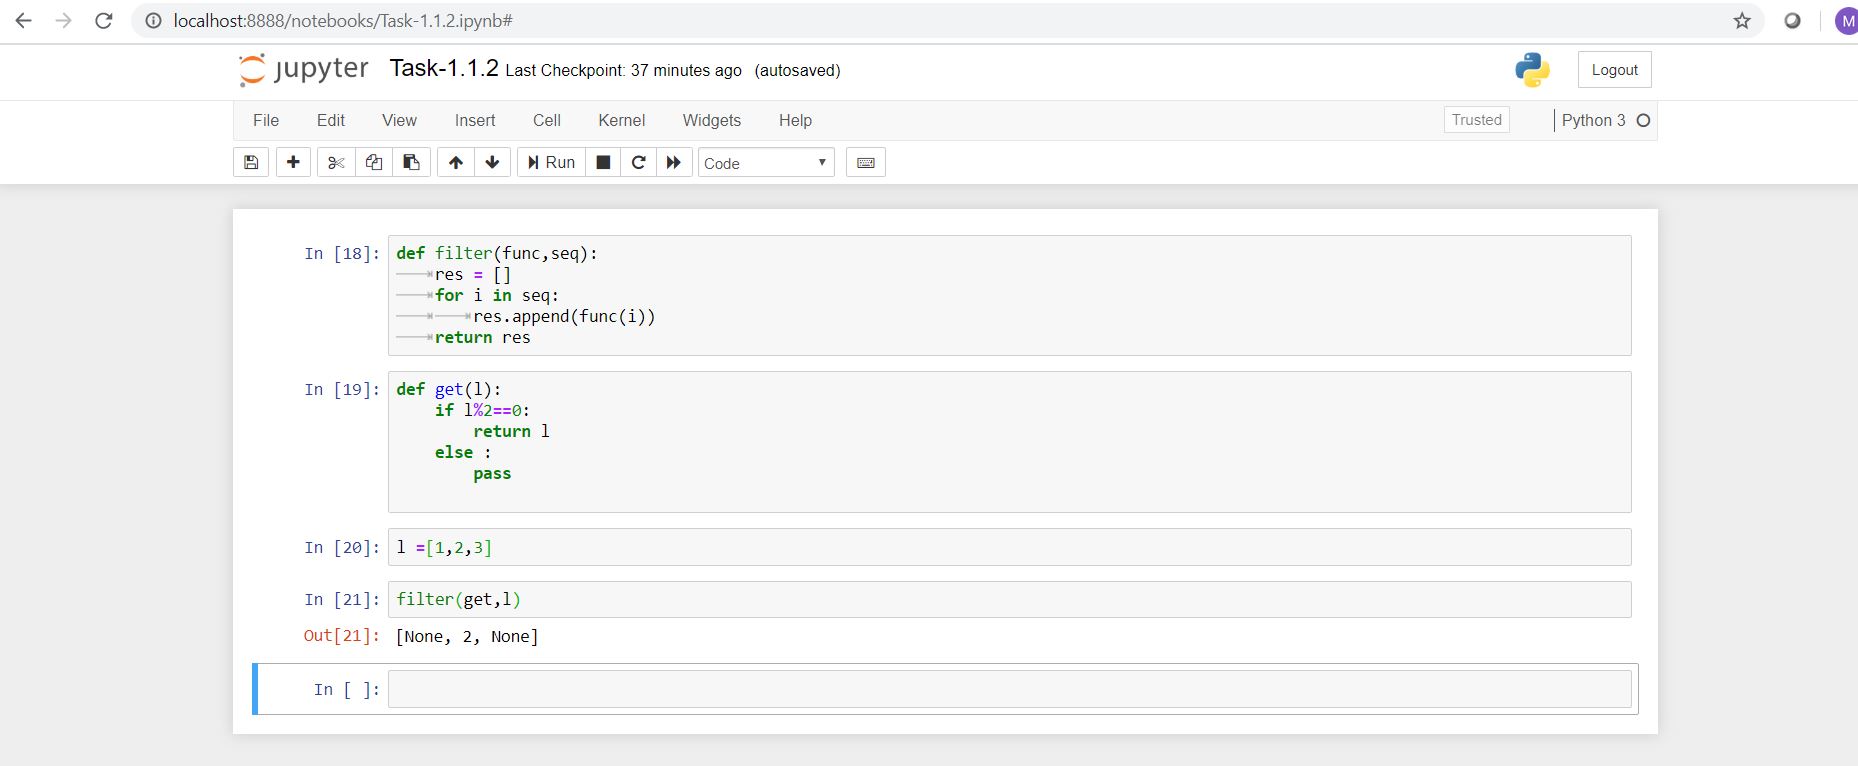 localhost:8888/notebooks/Task-1.1.2.ipynb#
M
jupyter Task-1.1.2 Last Checkpoint: 37 minutes ago (autosaved)
Logout
File Edit View Insert Cell Kernel Widgets Help
Trusted
Python 3
Run
Code
In [18]: def filter(func,seq):
res = []
for i in seq:
res.append(func(i))
return res
In [19]: def get(l):
if l%2==0:
return l
else :
pass
In [20]: l =[1,2,3]
In [21]: filter(get,l)
Out[21]: [None, 2, None]
In [ ]: